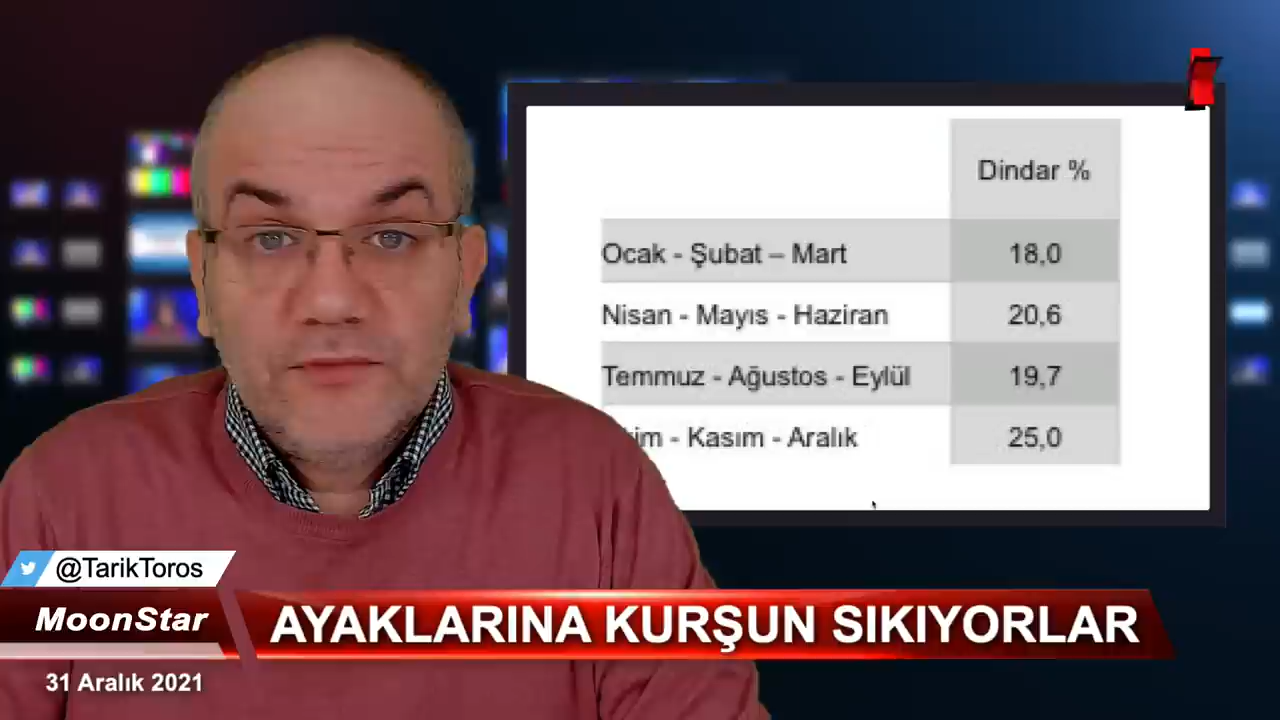 Dindar %
Ocak - Şubat – Mart 18,0
Nisan - Mayıs - Haziran 20,6
Temmuz - Ağustos - Eylül 19,7
Kasım - Aralık 25,0
@TarikToros
MoonStar
AYAKLARINA KURŞUN SIKIYORLAR
31 Aralık 2021